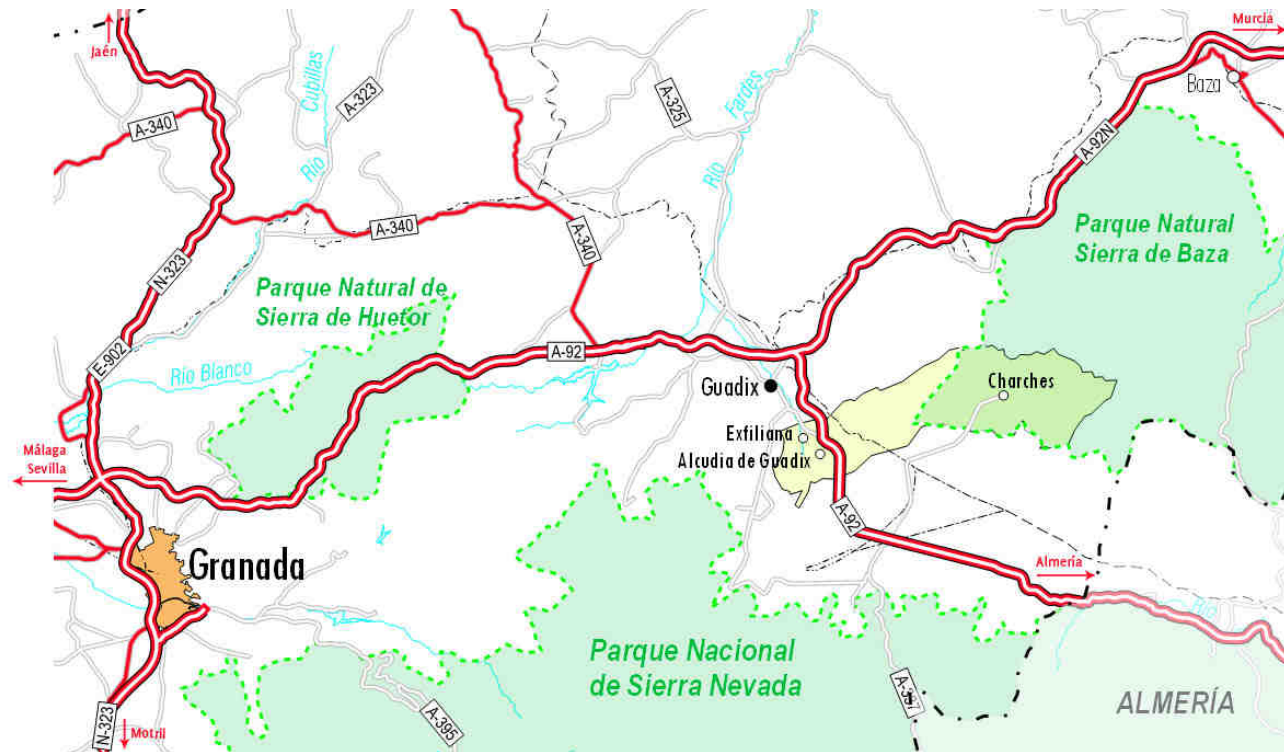 Jaén
Murcia
Baza
Cubillas
Río
A-323
A-325
Fardes
Río
A-340
A-92N
A-340
A-340
N-323
Parque Natural
Sierra de Baza
Parque Natural de
Sierra de Huetor
E-902
Río Blanco
A-92
Guadix
Charches
Exfiliana
Alcudia de Guadix
Málaga
Sevilla
A-92
Granada
Almería
Río
Parque Nacional
de Sierra Nevada
A-337
ALMERÍA
A-395
N-323
Motril